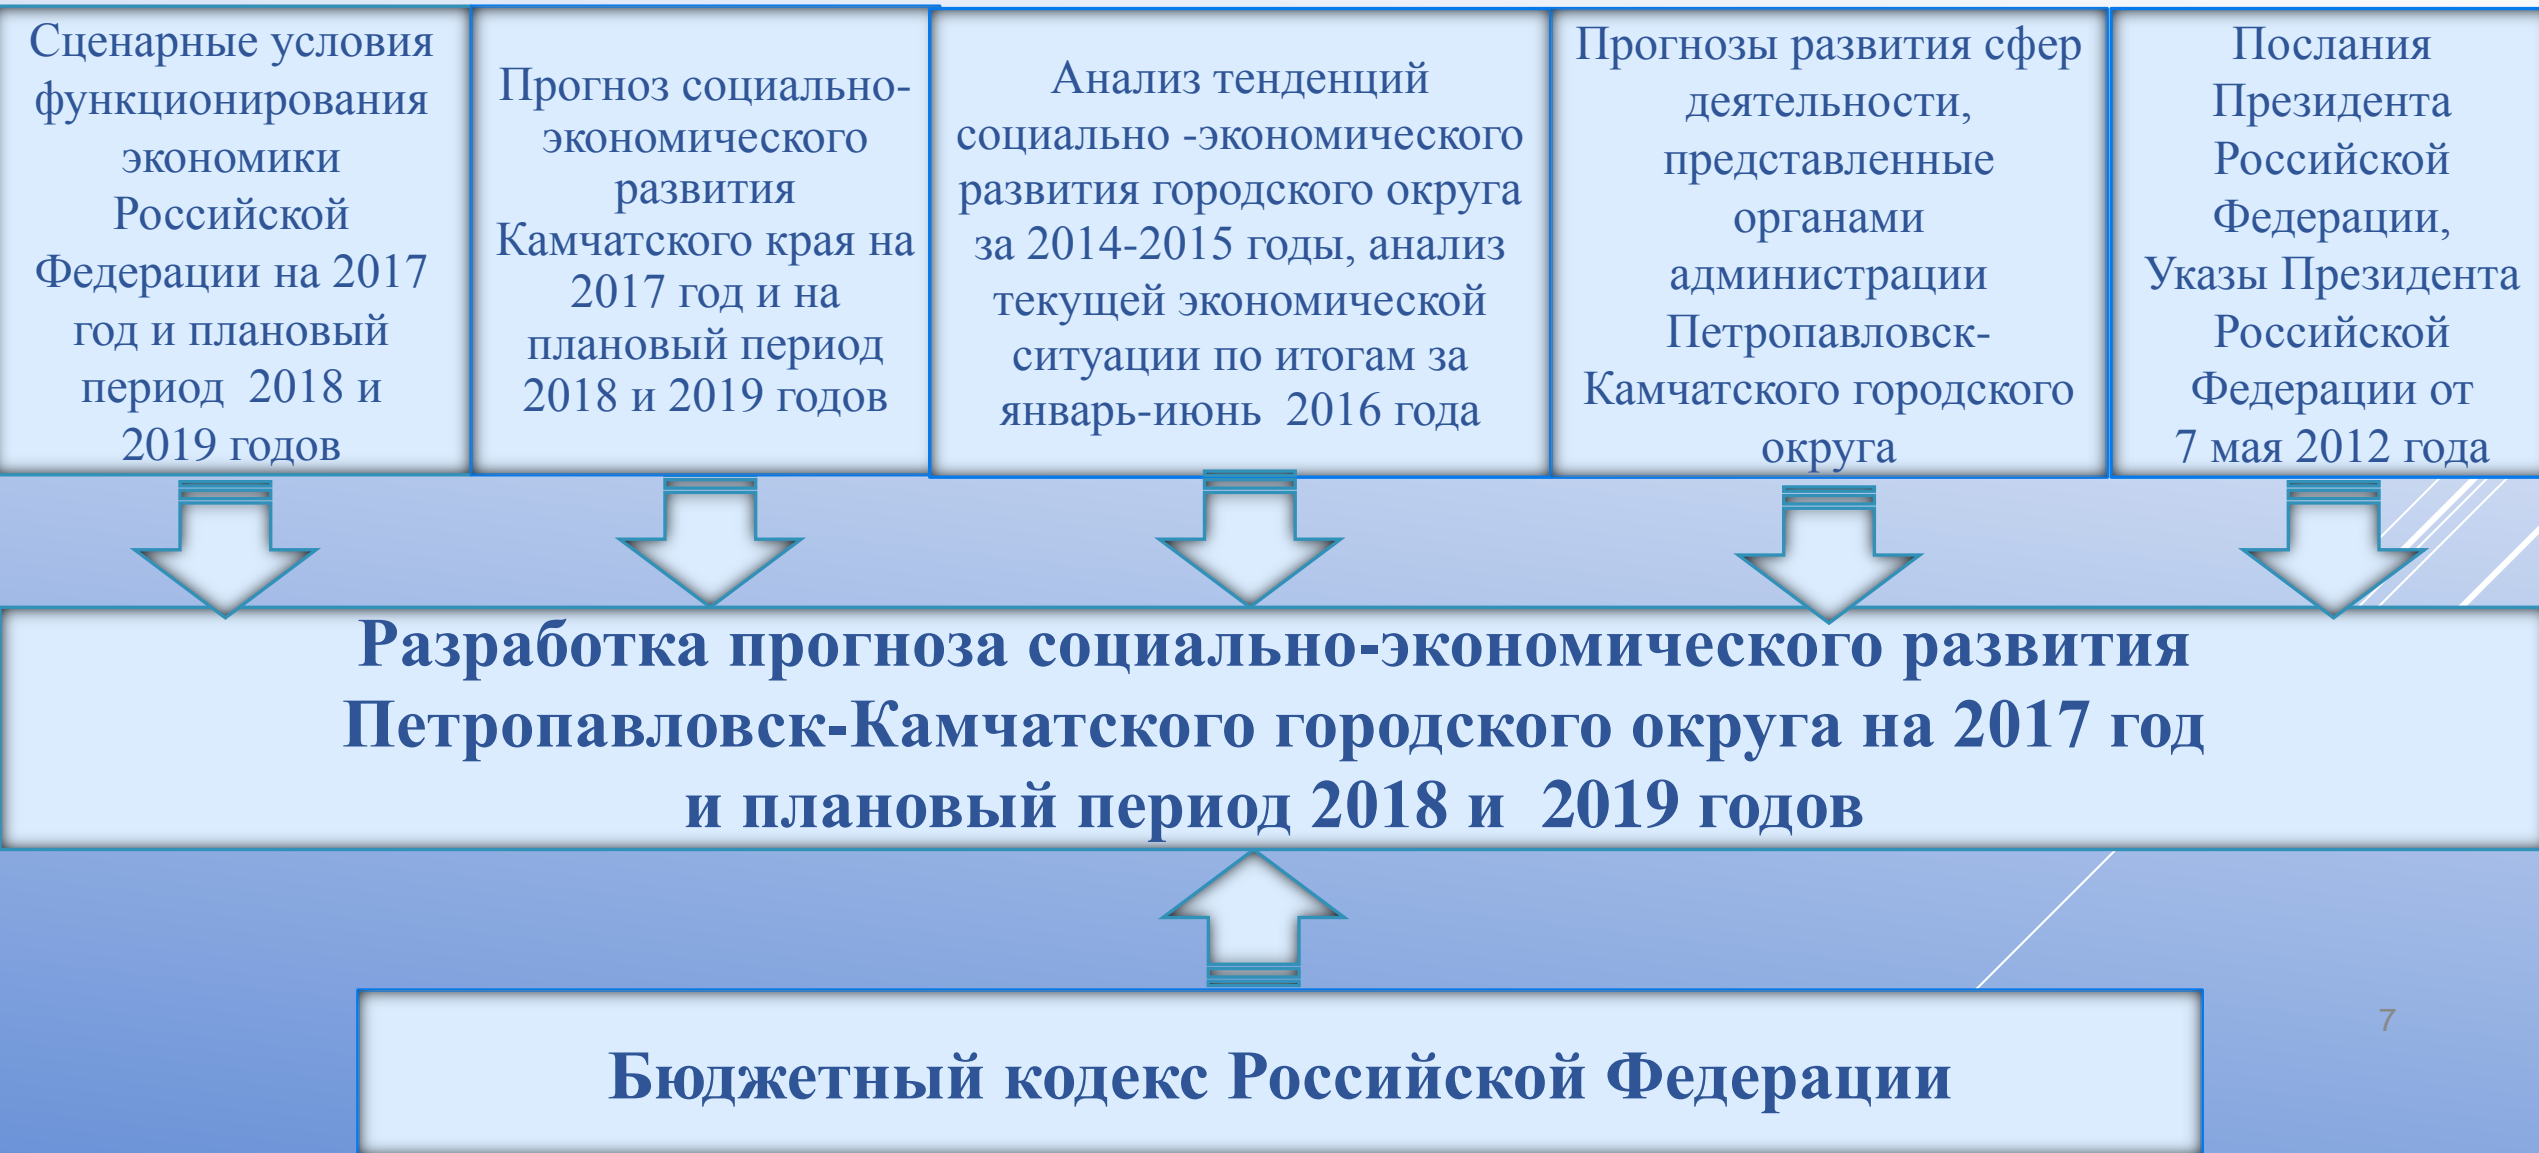 Сценарные условия
функционирования
экономики
Российской
Федерации на 2017
год и плановый
период  2018 и
2019 годов
Прогноз социально-
экономического
развития
Камчатского края на
2017 год и на
плановый период
2018 и 2019 годов
Анализ тенденций
социально -экономического
развития городского округа
за 2014-2015 годы, анализ
текущей экономической
ситуации по итогам за
январь-июнь  2016 года
Прогнозы развития сфер
деятельности,
представленные
органами
администрации
Петропавловск-
Камчатского городского
округа
Послания
Президента
Российской
Федерации,
Указы Президента
Российской
Федерации от
7 мая 2012 года
Разработка прогноза социально-экономического развития
Петропавловск-Камчатского городского округа на 2017 год
и плановый период 2018 и  2019 годов
7
Бюджетный кодекс Российской Федерации